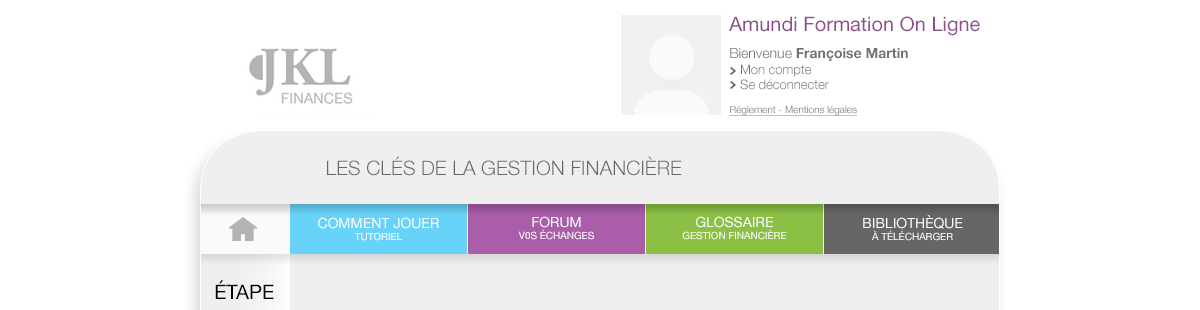 Amundi Formation On Ligne
JKL
FINANCES
Bienvenue Françoise Martin
Mon compte
Se déconnecter
Réglement - Mentions légales
LES CLÉS DE LA GESTION FINANCIÈRE
COMMENT JOUER
TUTORIEL
FORUM
V0S ÉCHANGES
GLOSSAIRE
GESTION FINANCIÈRE
BIBLIOTHÈQUE
À TÉLÉCHARGER
ÉTAPE